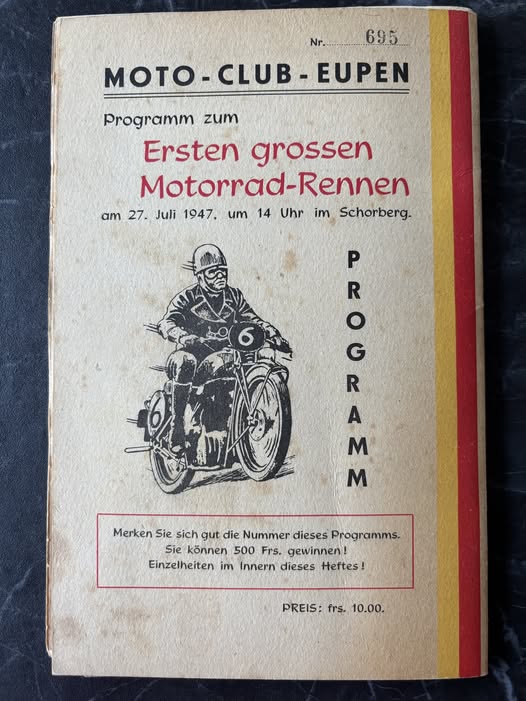 Nr. 695
MOTO-CLUB-EUPEN
Programm zum
Ersten grossen
Motorrad-Rennen
am 27. Juli 1947, um 14 Uhr im Schorberg.
PROGRAMM
6
6
Merken Sie sich gut die Nummer dieses Programms.
Sie können 500 Frs. gewinnen!
Einzelheiten im Innern dieses Heftes!
PREIS: frs. 10.00.